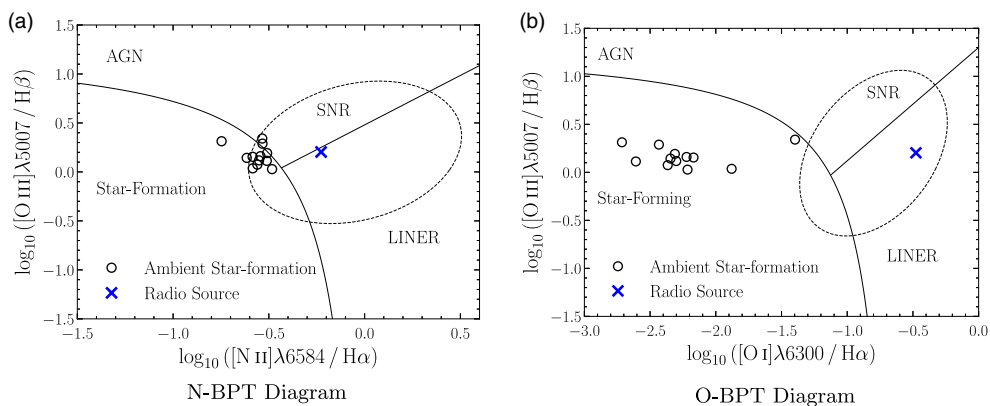 (a)
1.5
1.0
0.5
0.0
−0.5
−1.0
−1.5
log₁₀ ([O III]λ5007 / Hβ)
AGN
SNR
Star-Formation
LINER
Ambient Star-formation
Radio Source
−1.5 −1.0 −0.5 0.0 0.5
log₁₀ ([N II]λ6584 / Hα)
N-BPT Diagram
(b)
1.5
1.0
0.5
0.0
−0.5
−1.0
−1.5
log₁₀ ([O III]λ5007 / Hβ)
AGN
SNR
Star-Forming
LINER
Ambient Star-formation
Radio Source
−3.0 −2.5 −2.0 −1.5 −1.0 −0.5 0.0
log₁₀ ([O I]λ6300 / Hα)
O-BPT Diagram